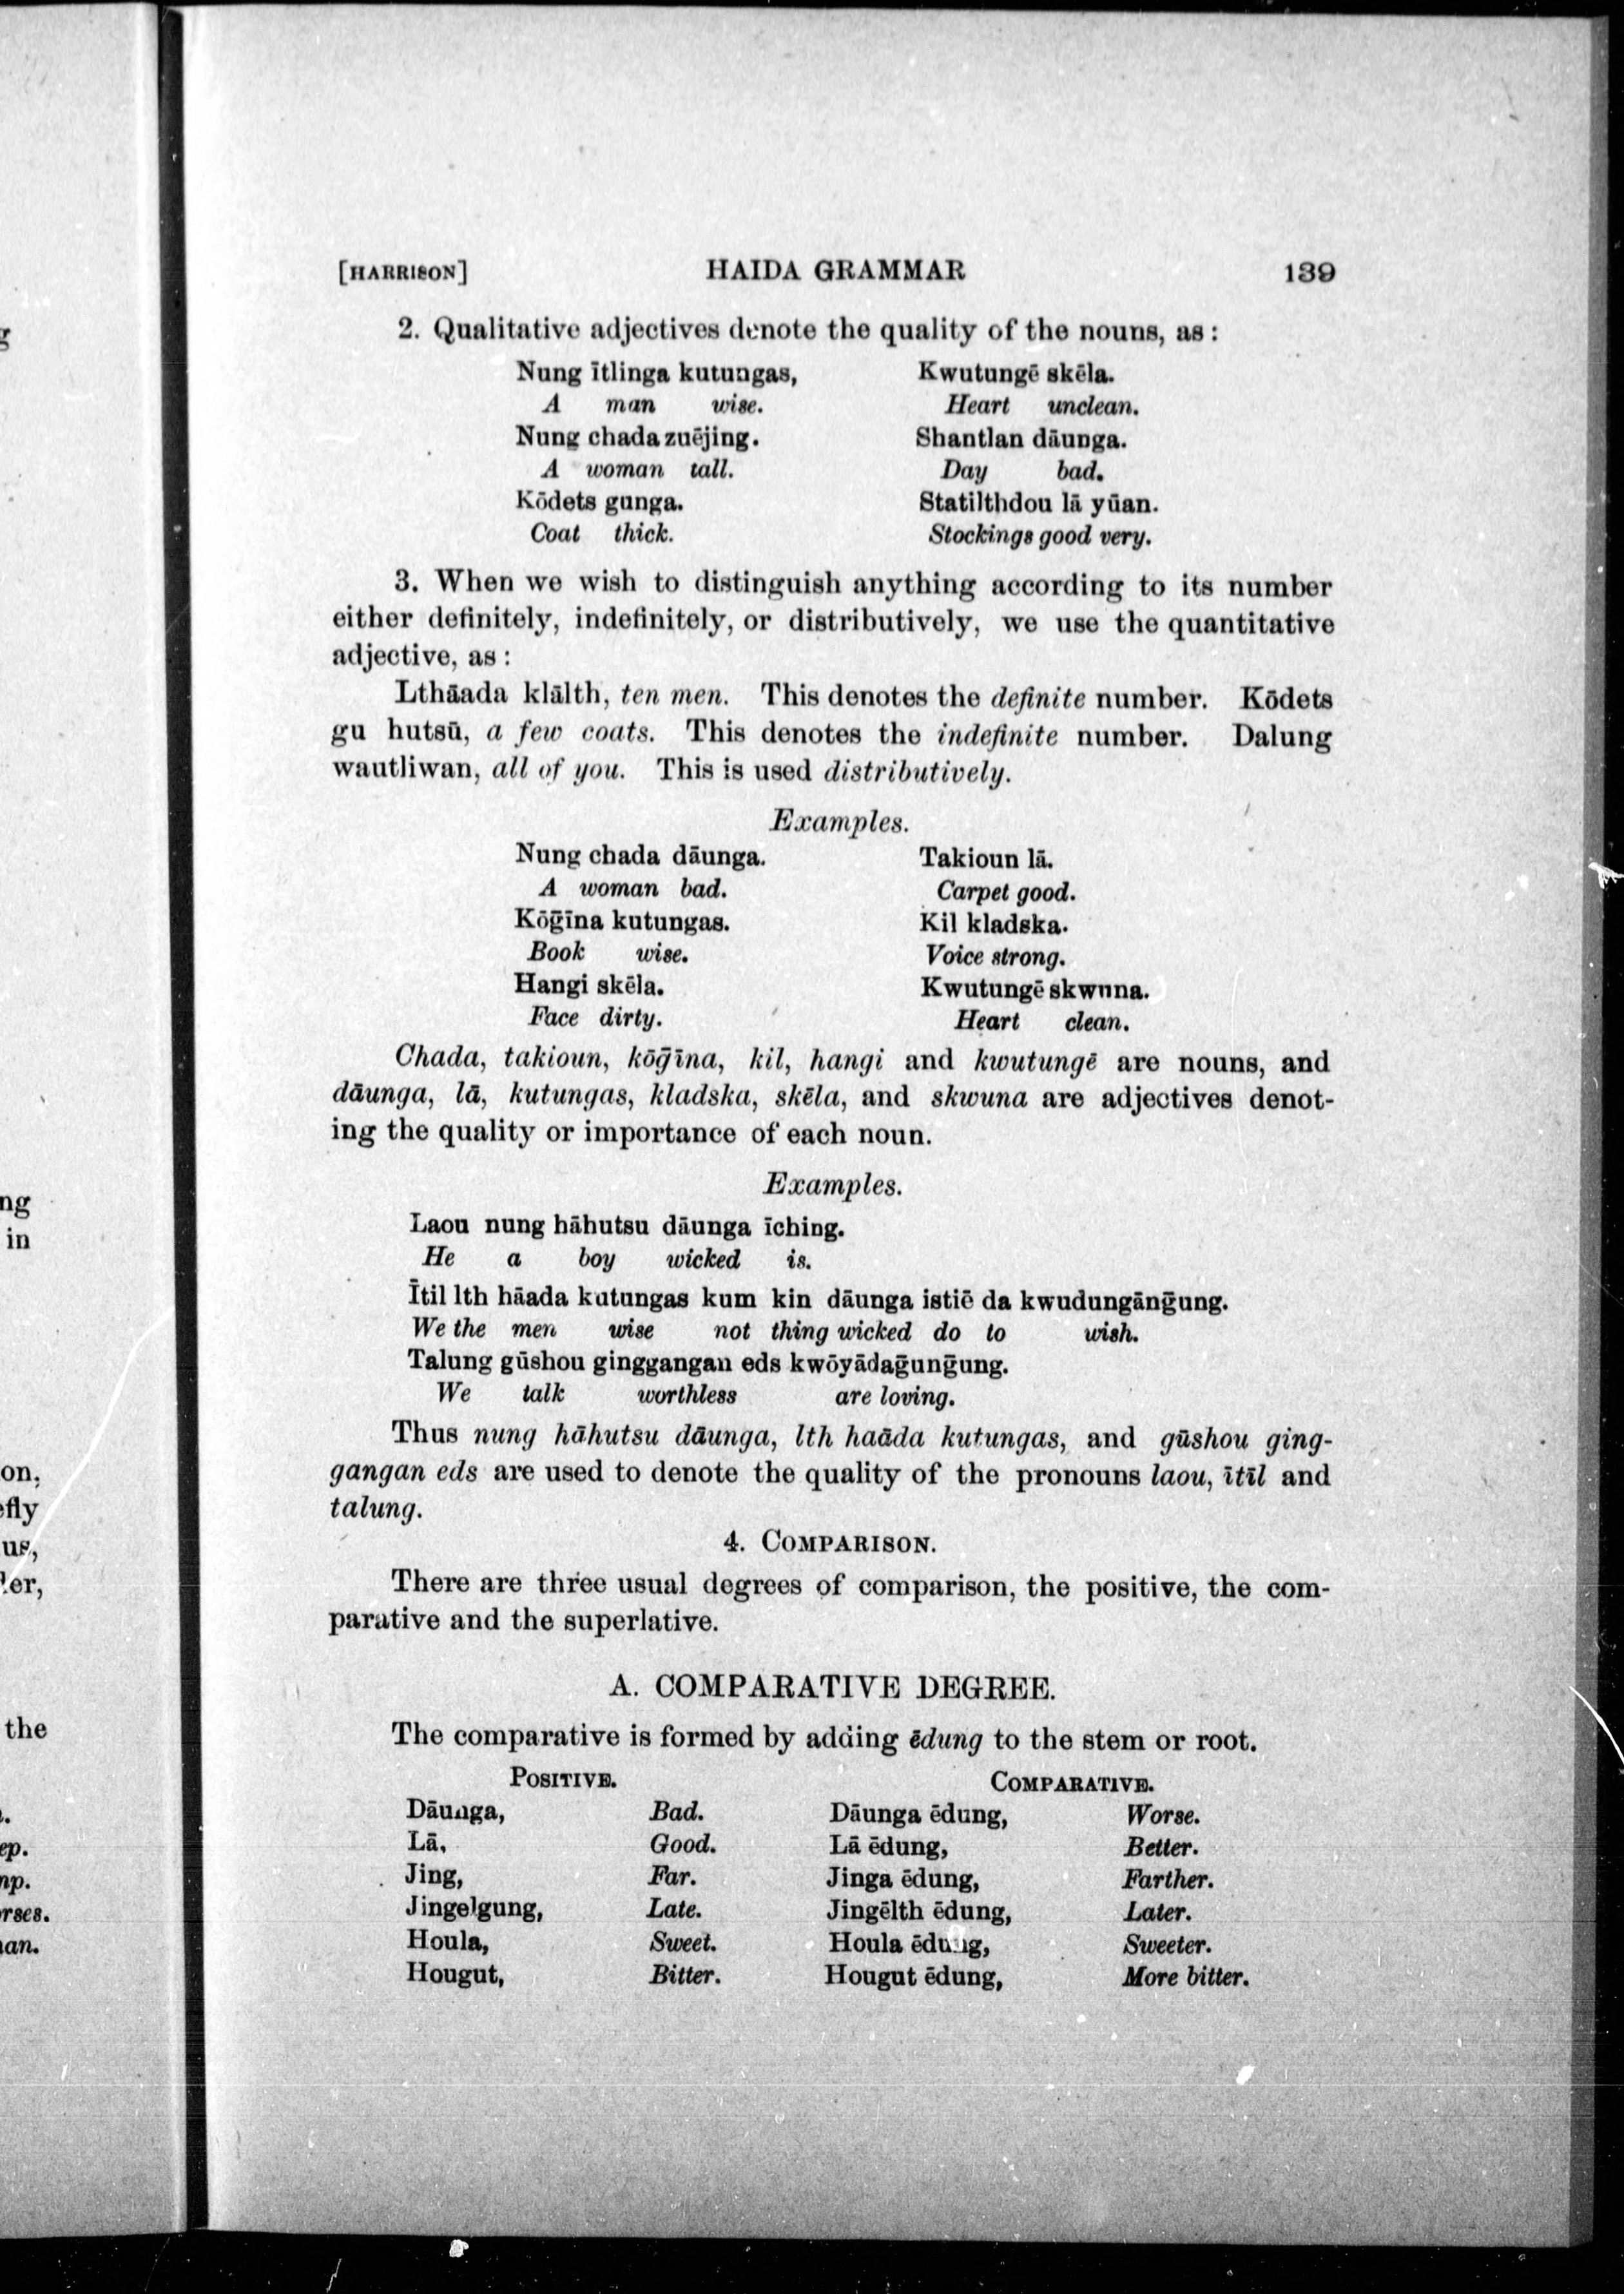 [HARRISON] HAIDA GRAMMAR 139
2. Qualitative adjectives denote the quality of the nouns, as:
Nung ītlinga kutungas, Kwutungē skēla.
A man wise. Heart unclean.
Nung chada zuējing. Shantlan dāunga.
A woman tall. Day bad.
Kōdets gunga. Statilthdou lā yūan.
Coat thick. Stockings good very.
3. When we wish to distinguish anything according to its number
either definitely, indefinitely, or distributively, we use the quantitative
adjective, as:
Lthāada klālth, ten men. This denotes the definite number. Kōdets
gu hutsū, a few coats. This denotes the indefinite number. Dalung
wautliwan, all of you. This is used distributively.
Examples.
Nung chada dāunga. Takioun lā.
A woman bad. Carpet good.
Kōḡīna kutungas. Kil kladska.
Book wise. Voice strong.
Hangi skēla. Kwutungē skwuna.
Face dirty. Heart clean.
Chada, takioun, kōḡīna, kil, hangi and kwutungē are nouns, and
dāunga, lā, kutungas, kladska, skēla, and skwuna are adjectives denot-
ing the quality or importance of each noun.
Examples.
Laou nung hāhutsu dāunga īching.
He a boy wicked is.
Ītil lth hāada kutungas kum kin dāunga istiē da kwudungānḡung.
We the men wise not thing wicked do to wish.
Talung gūshou ginggangan eds kwōyādaḡunḡung.
We talk worthless are loving.
Thus nung hāhutsu dāunga, lth haāda kutungas, and gūshou ging-
gangan eds are used to denote the quality of the pronouns laou, ītīl and
talung.
4. COMPARISON.
There are three usual degrees of comparison, the positive, the com-
parative and the superlative.
A. COMPARATIVE DEGREE.
The comparative is formed by adding ēdung to the stem or root.
POSITIVE. COMPARATIVE.
Dāunga, Bad. Dāunga ēdung, Worse.
Lā, Good. Lā ēdung, Better.
Jing, Far. Jinga ēdung, Farther.
Jingelgung, Late. Jingēlth ēdung, Later.
Houla, Sweet. Houla ēdung, Sweeter.
Hougut, Bitter. Hougut ēdung, More bitter.